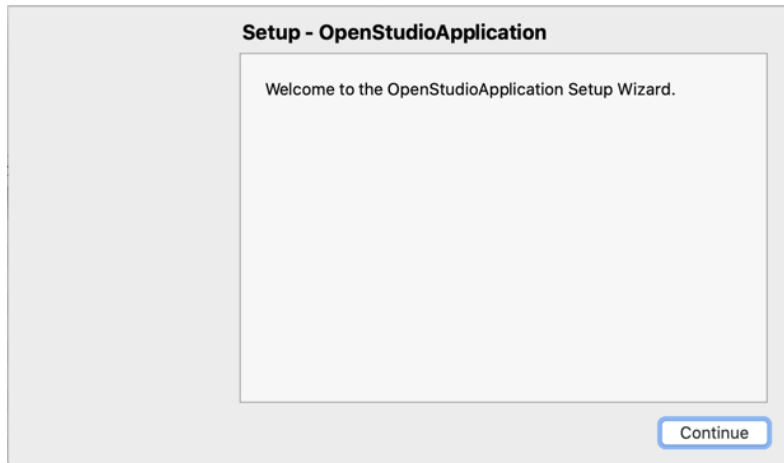 Setup - OpenStudioApplication
Welcome to the OpenStudioApplication Setup Wizard.
Continue